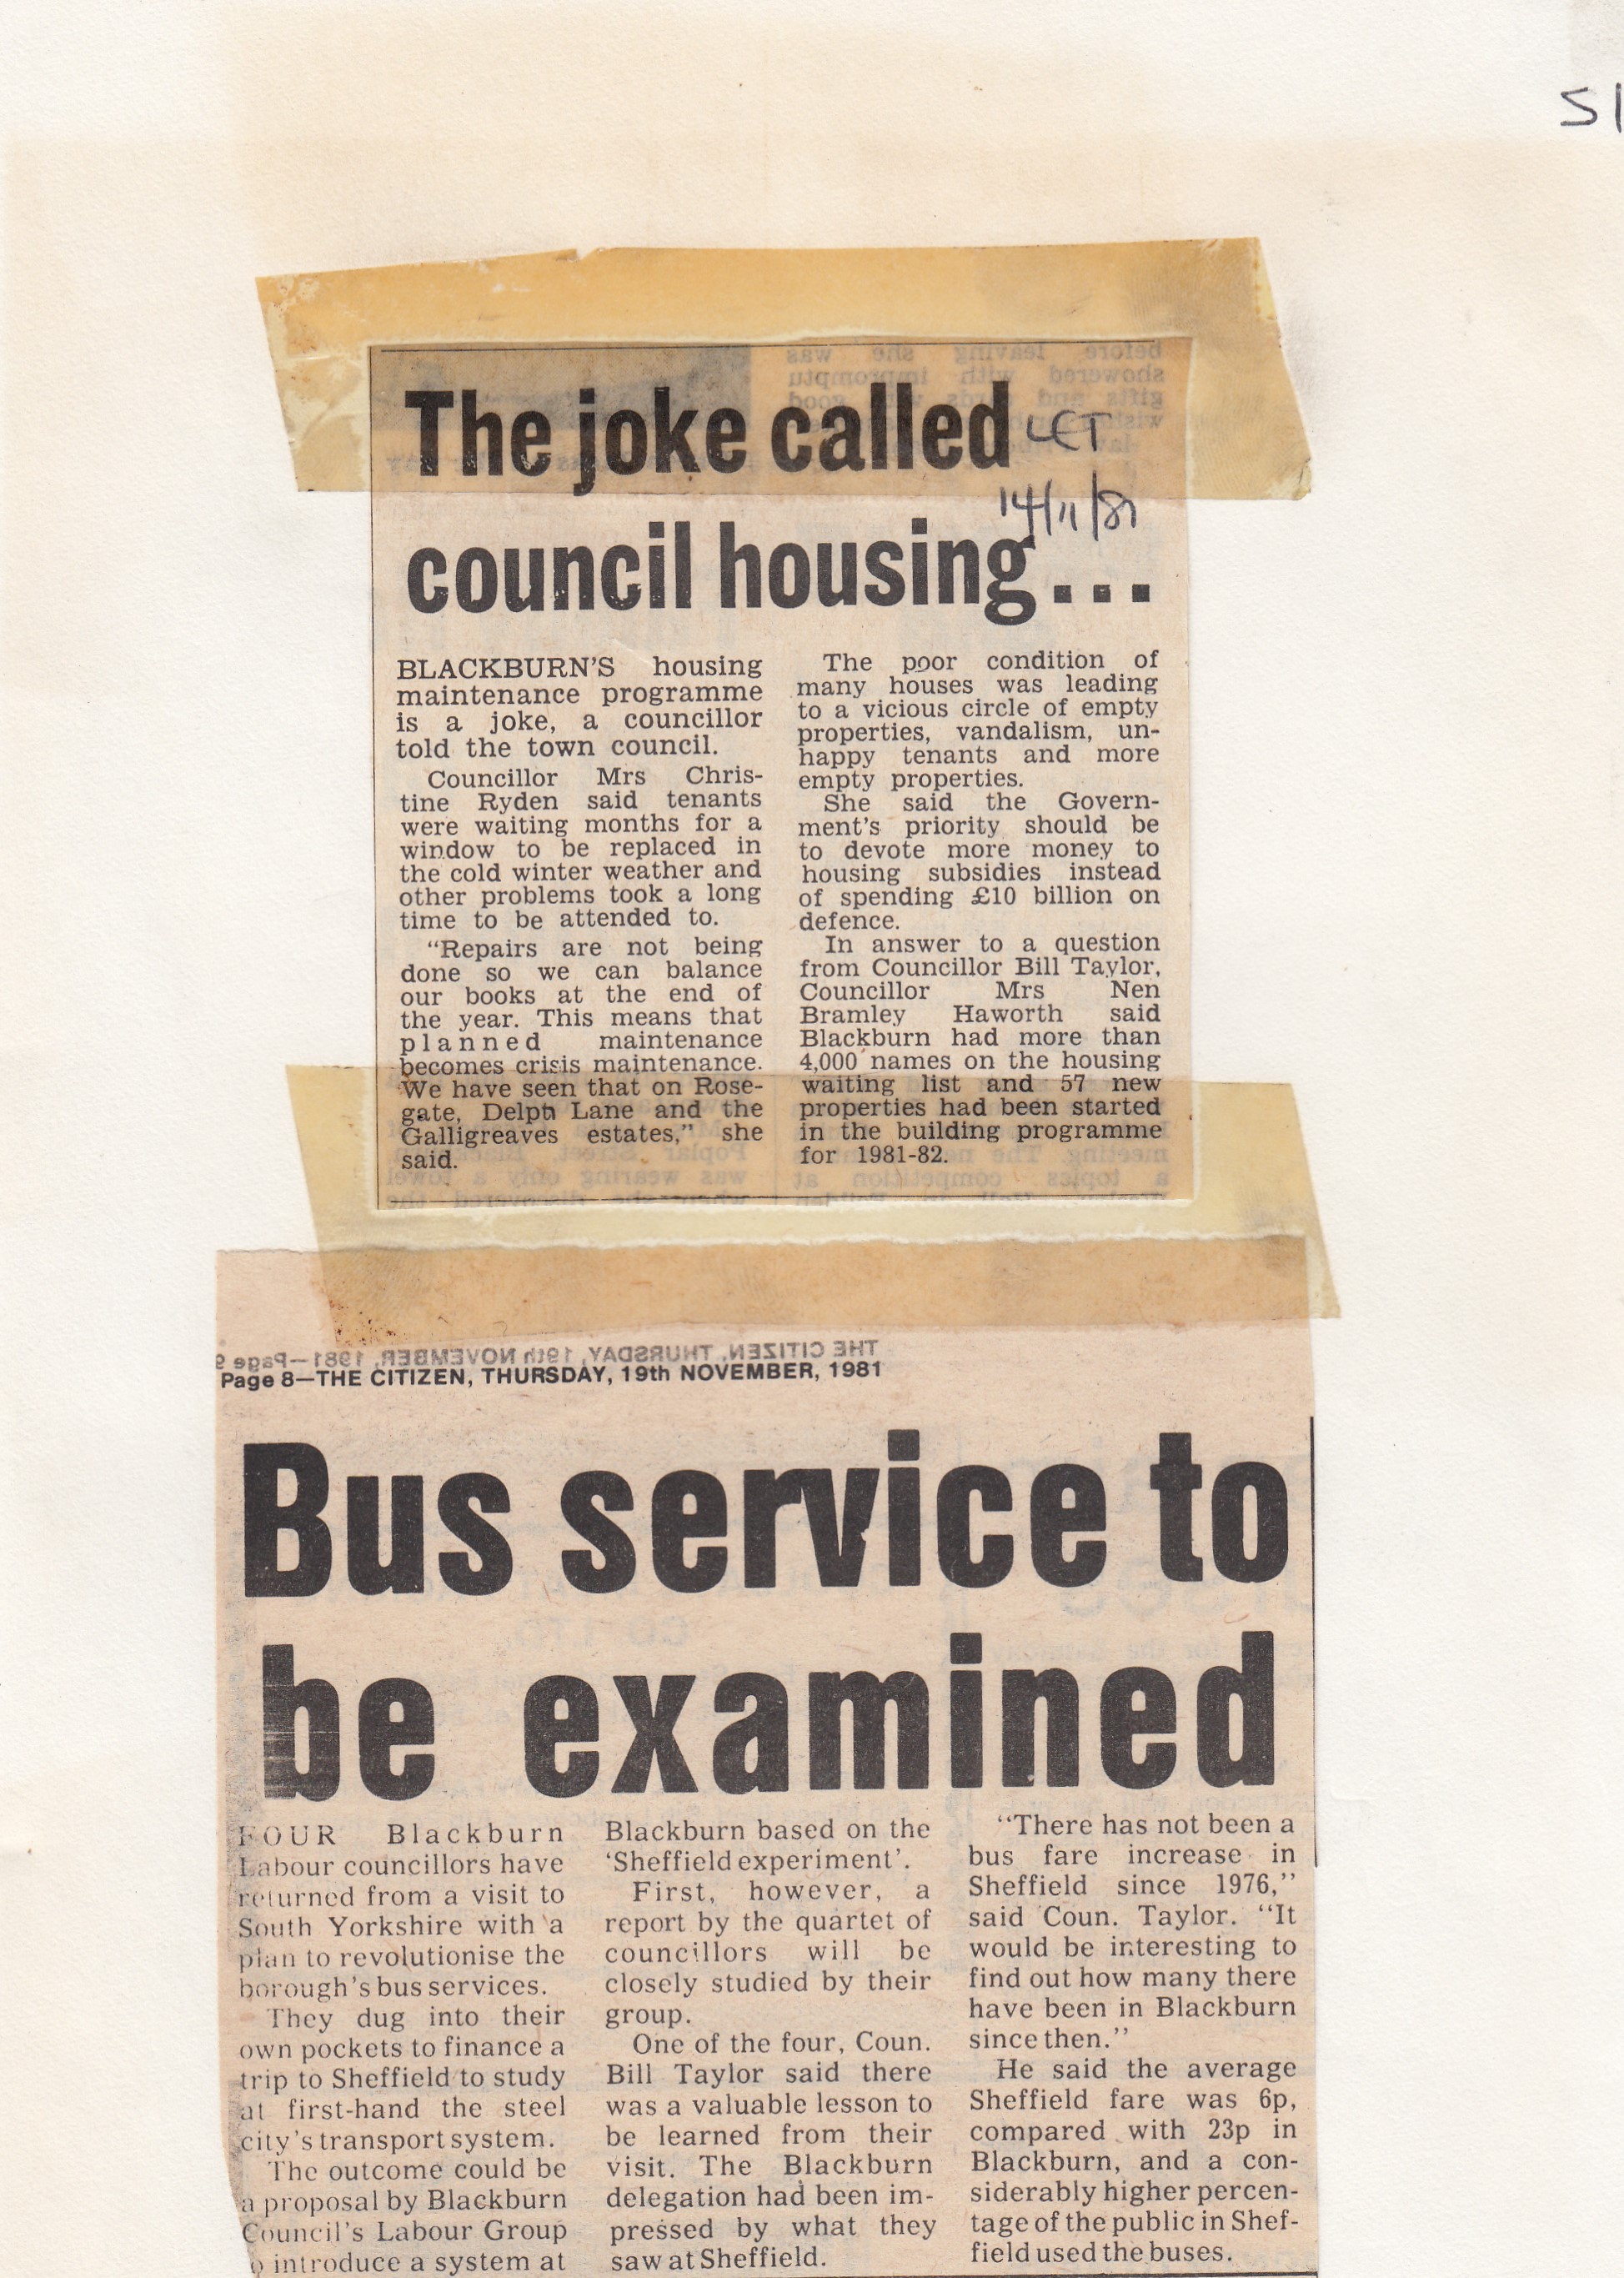 51
The joke called
LET
14/11/81
council housing...
BLACKBURN'S housing
maintenance programme
is a joke, a councillor
told the town council.
Councillor Mrs Chris-
tine Ryden said tenants
were waiting months for a
window to be replaced in
the cold winter weather and
other problems took a long
time to be attended to.
"Repairs are not being
done so we can balance
our books at the end of
the year. This means that
planned maintenance
becomes crisis maintenance.
We have seen that on Rose-
gate, Delph Lane and the
Galligreaves estates," she
said.
The poor condition of
many houses was leading
to a vicious circle of empty
properties, vandalism, un-
happy tenants and more
empty properties.
She said the Govern-
ment's priority should be
to devote more money to
housing subsidies instead
of spending £10 billion on
defence.
In answer to a question
from Councillor Bill Taylor,
Councillor Mrs Nen
Bramley Haworth said
Blackburn had more than
4,000 names on the housing
waiting list and 57 new
properties had been started
in the building programme
for 1981-82.
Page 8—THE CITIZEN, THURSDAY, 19th NOVEMBER, 1981
Bus service to
be examined
FOUR Blackburn
Labour councillors have
returned from a visit to
South Yorkshire with a
plan to revolutionise the
borough's bus services.
They dug into their
own pockets to finance a
trip to Sheffield to study
at first-hand the steel
city's transport system.
The outcome could be
a proposal by Blackburn
Council's Labour Group
o introduce a system at
Blackburn based on the
'Sheffield experiment'.
First, however, a
report by the quartet of
councillors will be
closely studied by their
group.
One of the four, Coun.
Bill Taylor said there
was a valuable lesson to
be learned from their
visit. The Blackburn
delegation had been im-
pressed by what they
saw at Sheffield.
"There has not been a
bus fare increase in
Sheffield since 1976,"
said Coun. Taylor. "It
would be interesting to
find out how many there
have been in Blackburn
since then."
He said the average
Sheffield fare was 6p,
compared with 23p in
Blackburn, and a con-
siderably higher percen-
tage of the public in Shef-
field used the buses.